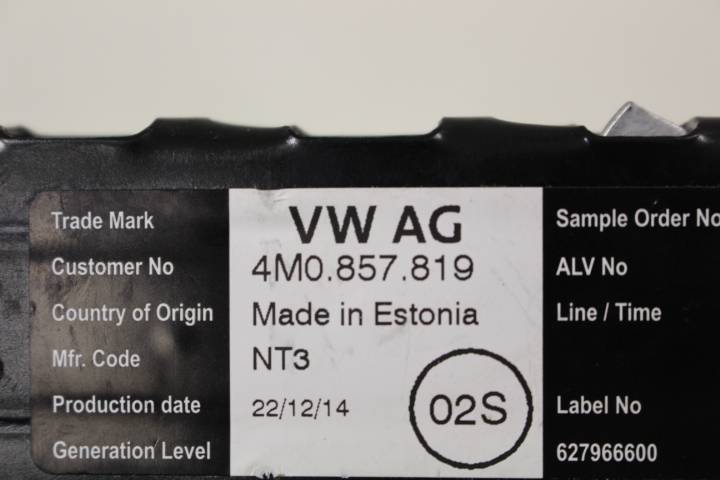 Trade Mark VW AG Sample Order No
Customer No 4M0.857.819 ALV No
Country of Origin Made in Estonia Line / Time
Mfr. Code NT3
Production date 22/12/14 02S Label No
Generation Level 627966600